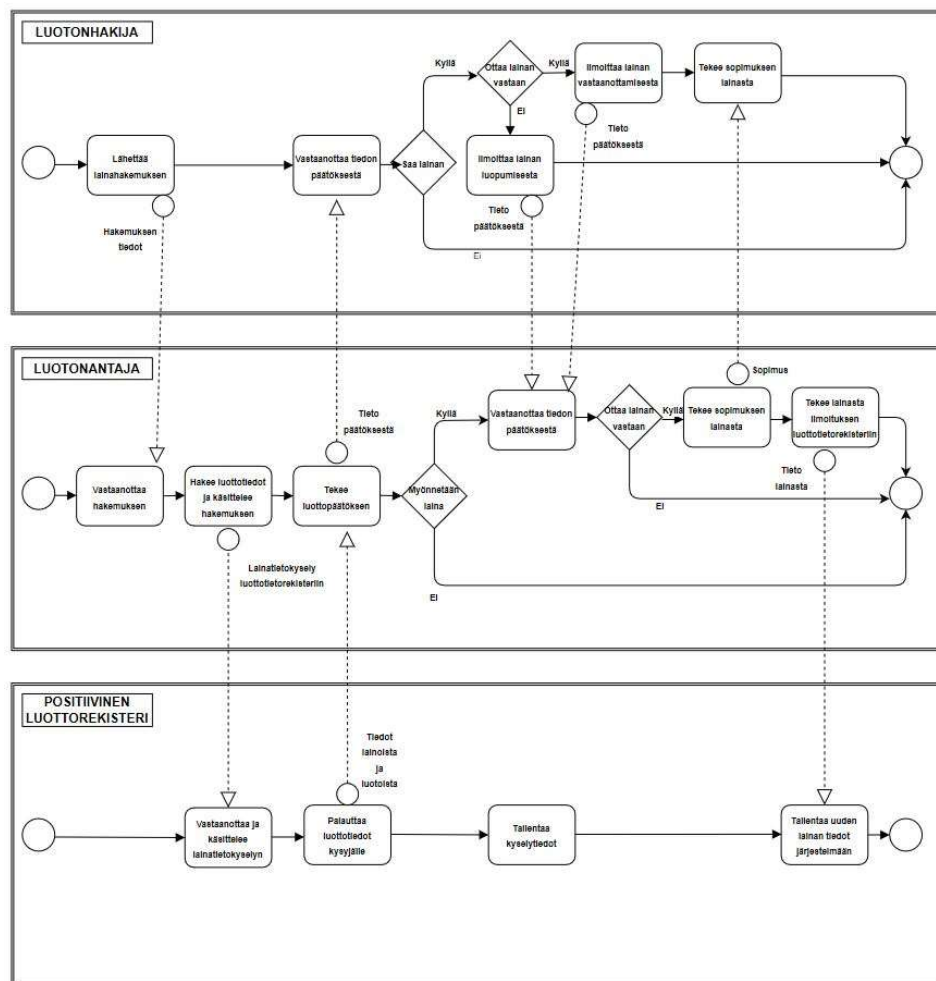 LUOTONHAKIJA
Kyllä
Ottaa lainan
vastaan
Kyllä
Ilmoittaa lainan
vastaanottamisesta
Tekee sopimuksen
lainasta
Ei
Tieto
päätöksestä
Lähettää
lainahakemuksen
Vastaanottaa tiedon
päätöksestä
Saa lainan
Ilmoittaa lainan
luopumisesta
Hakemuksen
tiedot
Tieto
päätöksestä
Ei
LUOTONANTAJA
Sopimus
Kyllä
Vastaanottaa tiedon
päätöksestä
Ottaa lainan
vastaan
Kyllä
Tekee sopimuksen
lainasta
Tekee lainasta
ilmoituksen
luottotietorekisteriin
Tieto
päätöksestä
Vastaanottaa
hakemuksen
Hakee luottotiedot
ja käsittelee
hakemuksen
Tekee
luottopäätöksen
Myönnetään
laina
Tieto
lainasta
Ei
Lainatietokysely
luottotietorekisteriin
Ei
POSITIIVINEN
LUOTTOREKISTERI
Tiedot
lainoista
ja
luotoista
Vastaanottaa ja
käsittelee
lainatietokyselyn
Palauttaa
luottotiedot
kysyjälle
Tallentaa
kyselytiedot
Tallentaa uuden
lainan tiedot
järjestelmään